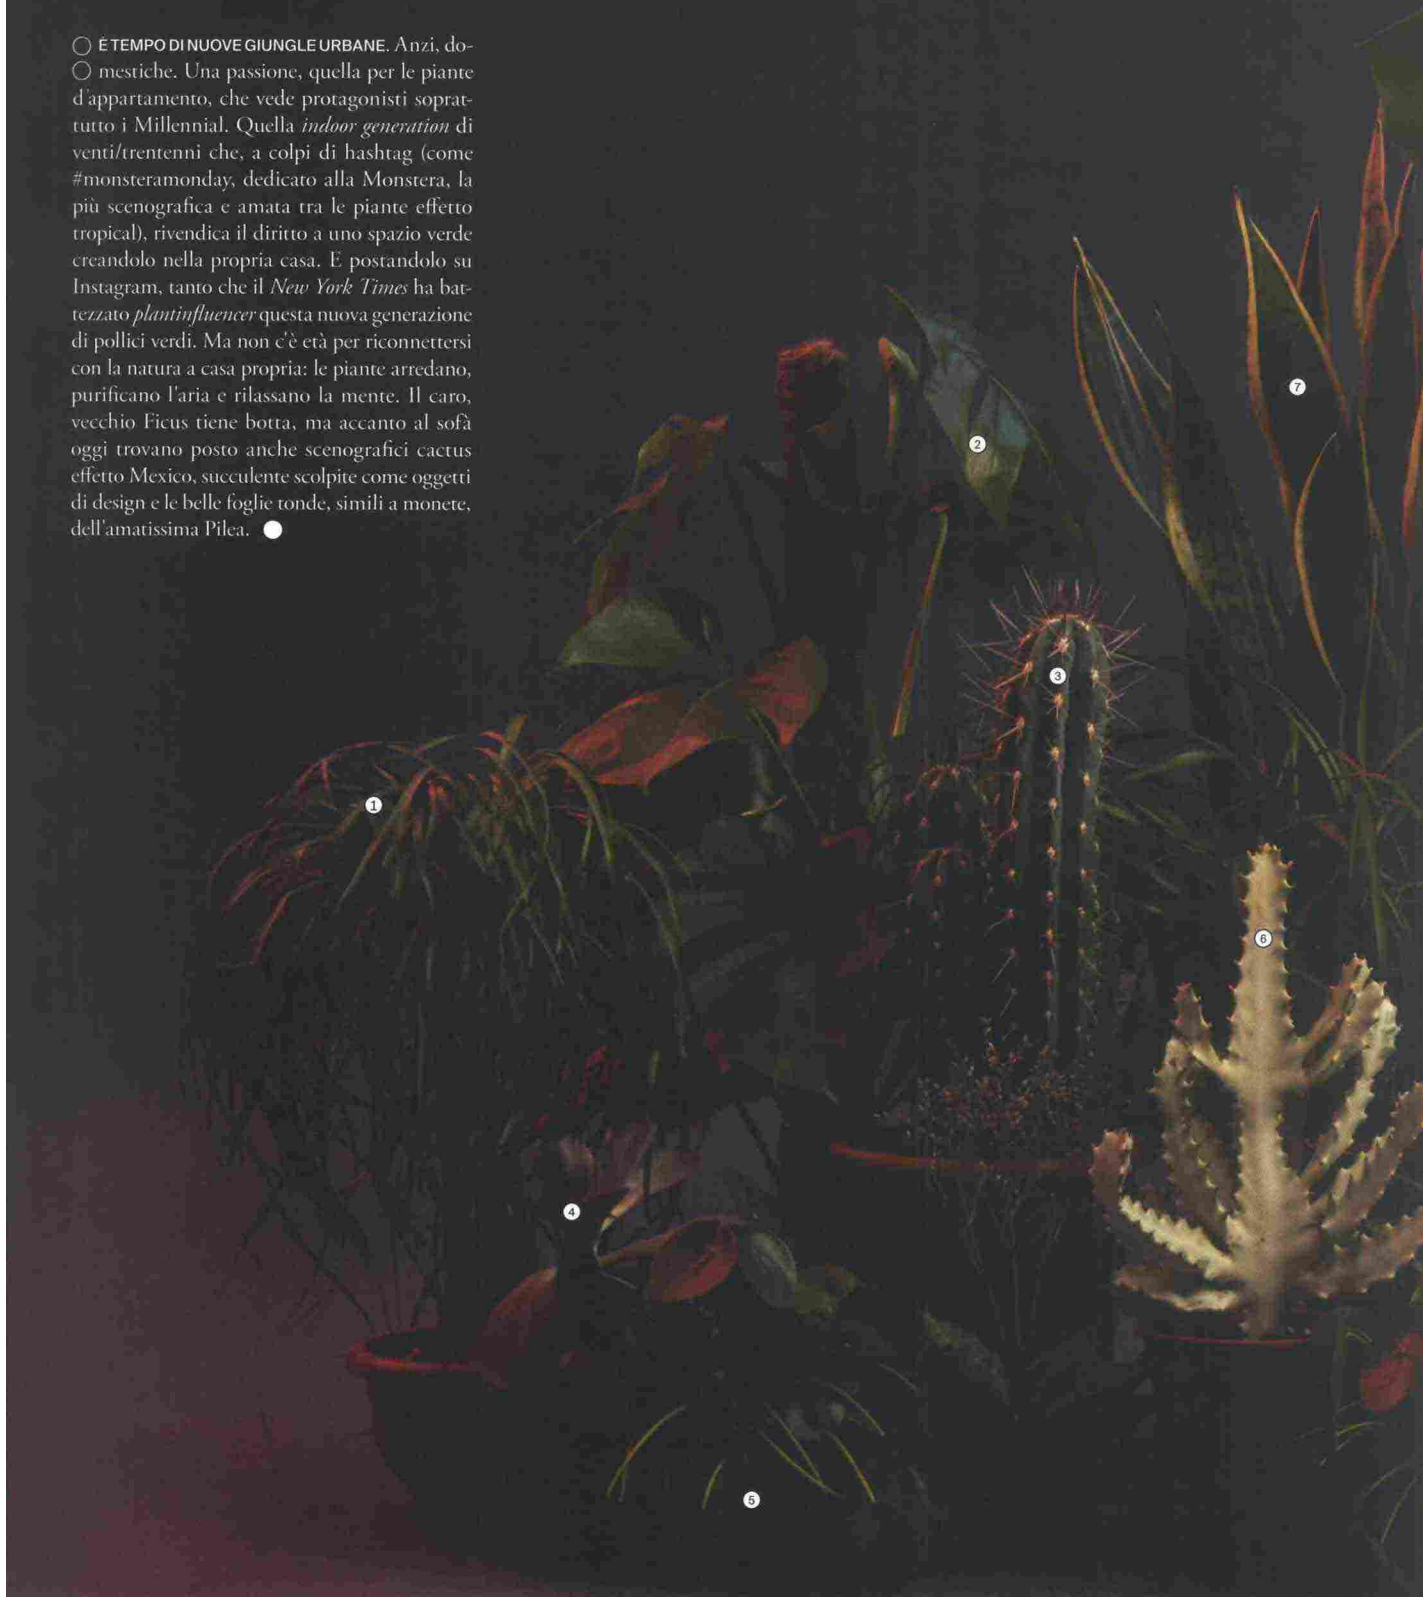 È TEMPO DI NUOVE GIUNGLE URBANE. Anzi, do-
mestiche. Una passione, quella per le piante
d'appartamento, che vede protagonisti soprat-
tutto i Millennial. Quella indoor generation di
venti/trentenni che, a colpi di hashtag (come
#monsteramonday, dedicato alla Monstera, la
più scenografica e amata tra le piante effetto
tropical), rivendica il diritto a uno spazio verde
creandolo nella propria casa. E postandolo su
Instagram, tanto che il New York Times ha bat-
tezzato plantinfluencer questa nuova generazione
di pollici verdi. Ma non c'è età per riconnettersi
con la natura a casa propria: le piante arredano,
purificano l'aria e rilassano la mente. Il caro,
vecchio Ficus tiene botta, ma accanto al sofà
oggi trovano posto anche scenografici cactus
effetto Mexico, succulente scolpite come oggetti
di design e le belle foglie tonde, simili a monete,
dell'amatissima Pilea.
7
2
3
1
6
4
5